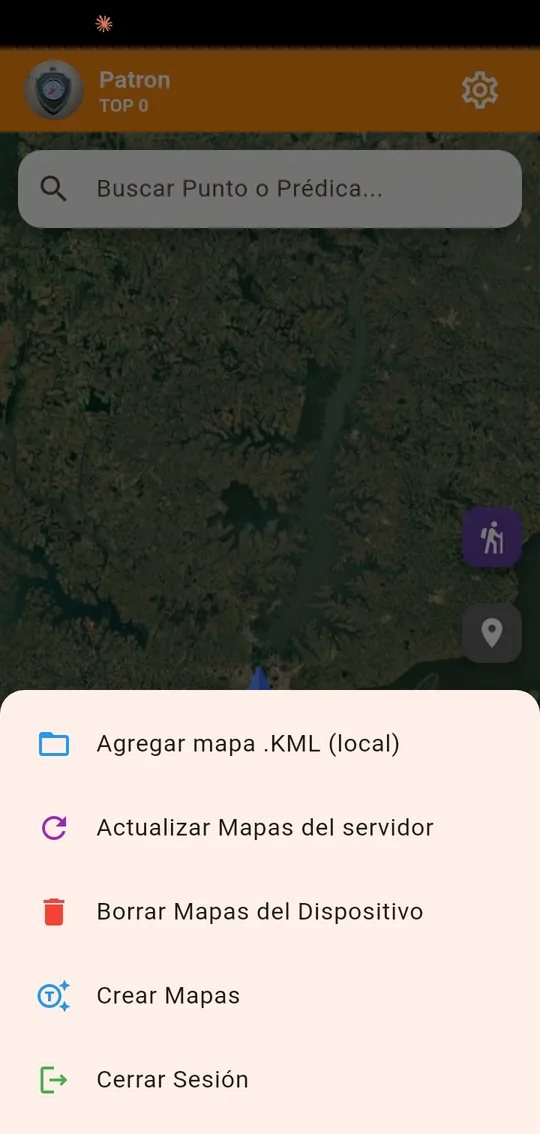 Patron
TOP 0
Buscar Punto o Prédica...
Agregar mapa .KML (local)
Actualizar Mapas del servidor
Borrar Mapas del Dispositivo
Crear Mapas
Cerrar Sesión